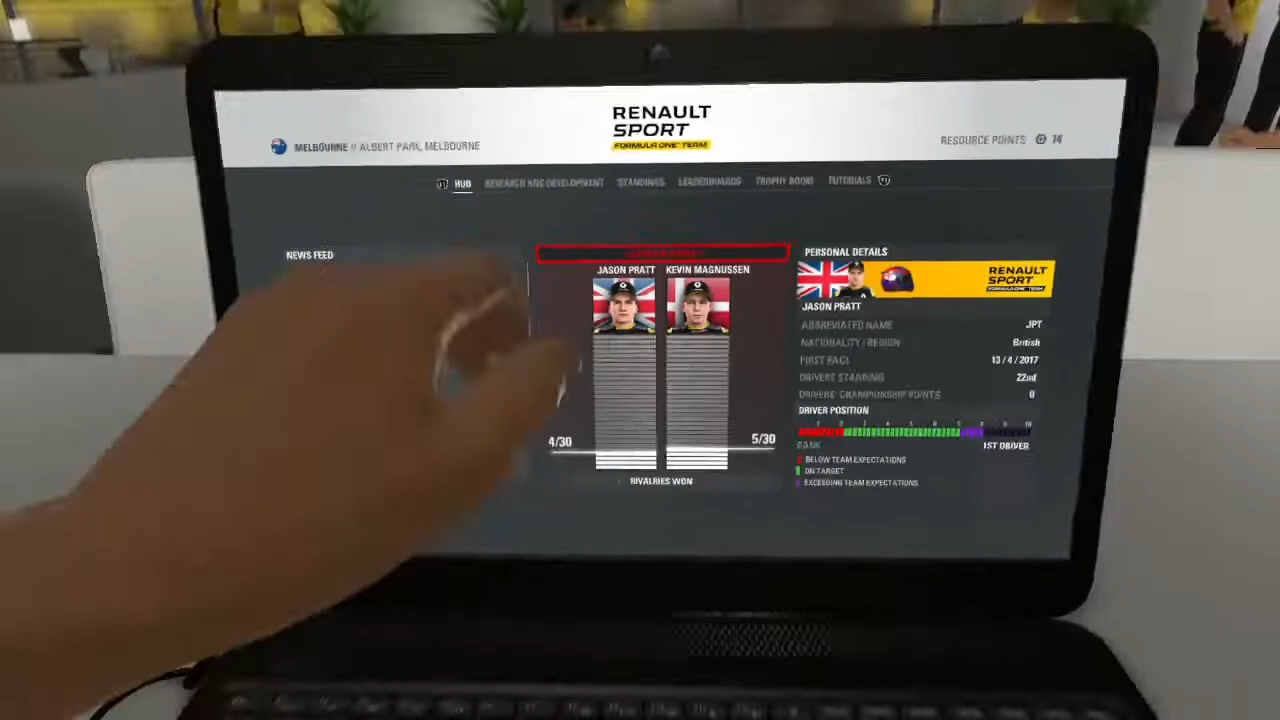 RENAULT
SPORT
FORMULA ONE TEAM
MELBOURNE // ALBERT PARK, MELBOURNE
RESOURCE POINTS 74
HUB RESEARCH AND DEVELOPMENT STANDINGS LEADERBOARDS TROPHY ROOM TUTORIALS
NEWS FEED
JASON PRATT KEVIN MAGNUSSEN
4/30 5/30
RIVALRIES WON
PERSONAL DETAILS
RENAULT
SPORT
FORMULA ONE TEAM
JASON PRATT
ABBREVIATED NAME JPT
NATIONALITY / REGION British
FIRST RACE 13/4/2017
DRIVERS STANDING 22nd
DRIVERS' CHAMPIONSHIP POINTS 0
DRIVER POSITION
RANK 1ST DRIVER
BELOW TEAM EXPECTATIONS
ON TARGET
EXCEEDING TEAM EXPECTATIONS